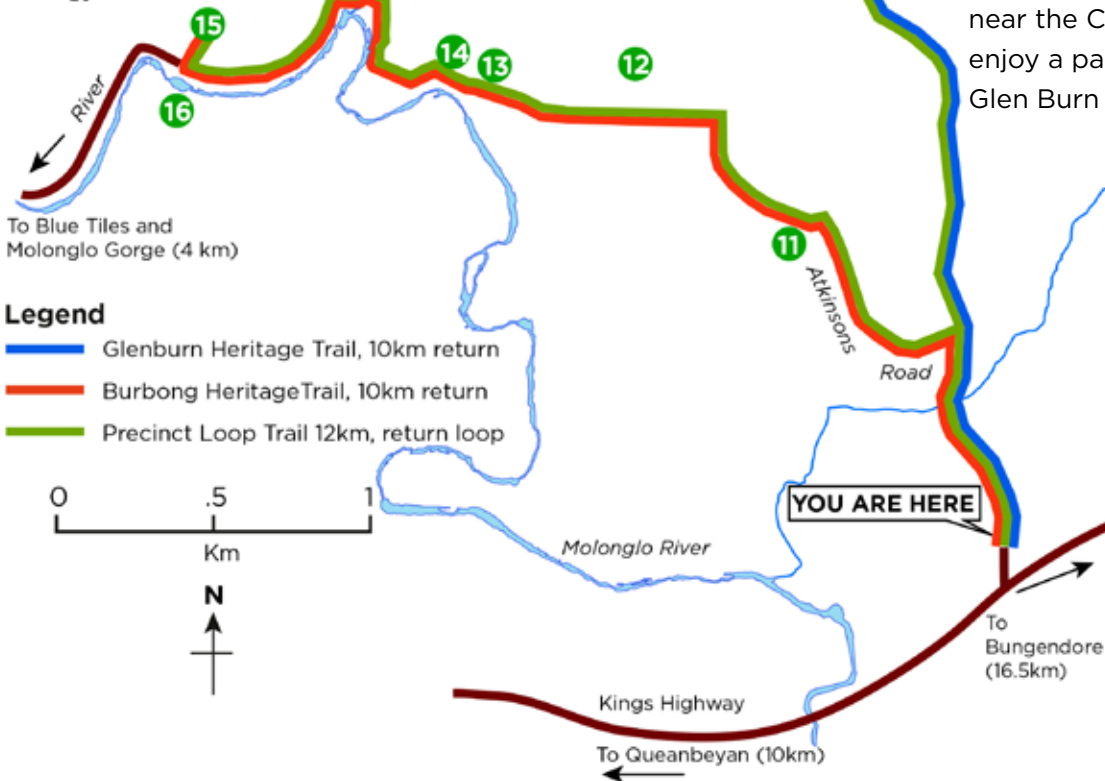 near the C
enjoy a pa
Glen Burn
15
14
13
12
River
16
To Blue Tiles and
Molonglo Gorge (4 km)
11
Atkinsons
Road
Legend
Glenburn Heritage Trail, 10km return
Burbong HeritageTrail, 10km return
Precinct Loop Trail 12km, return loop
0 .5 1
Km
N
YOU ARE HERE
Molonglo River
To
Bungendore
(16.5km)
Kings Highway
To Queanbeyan (10km)